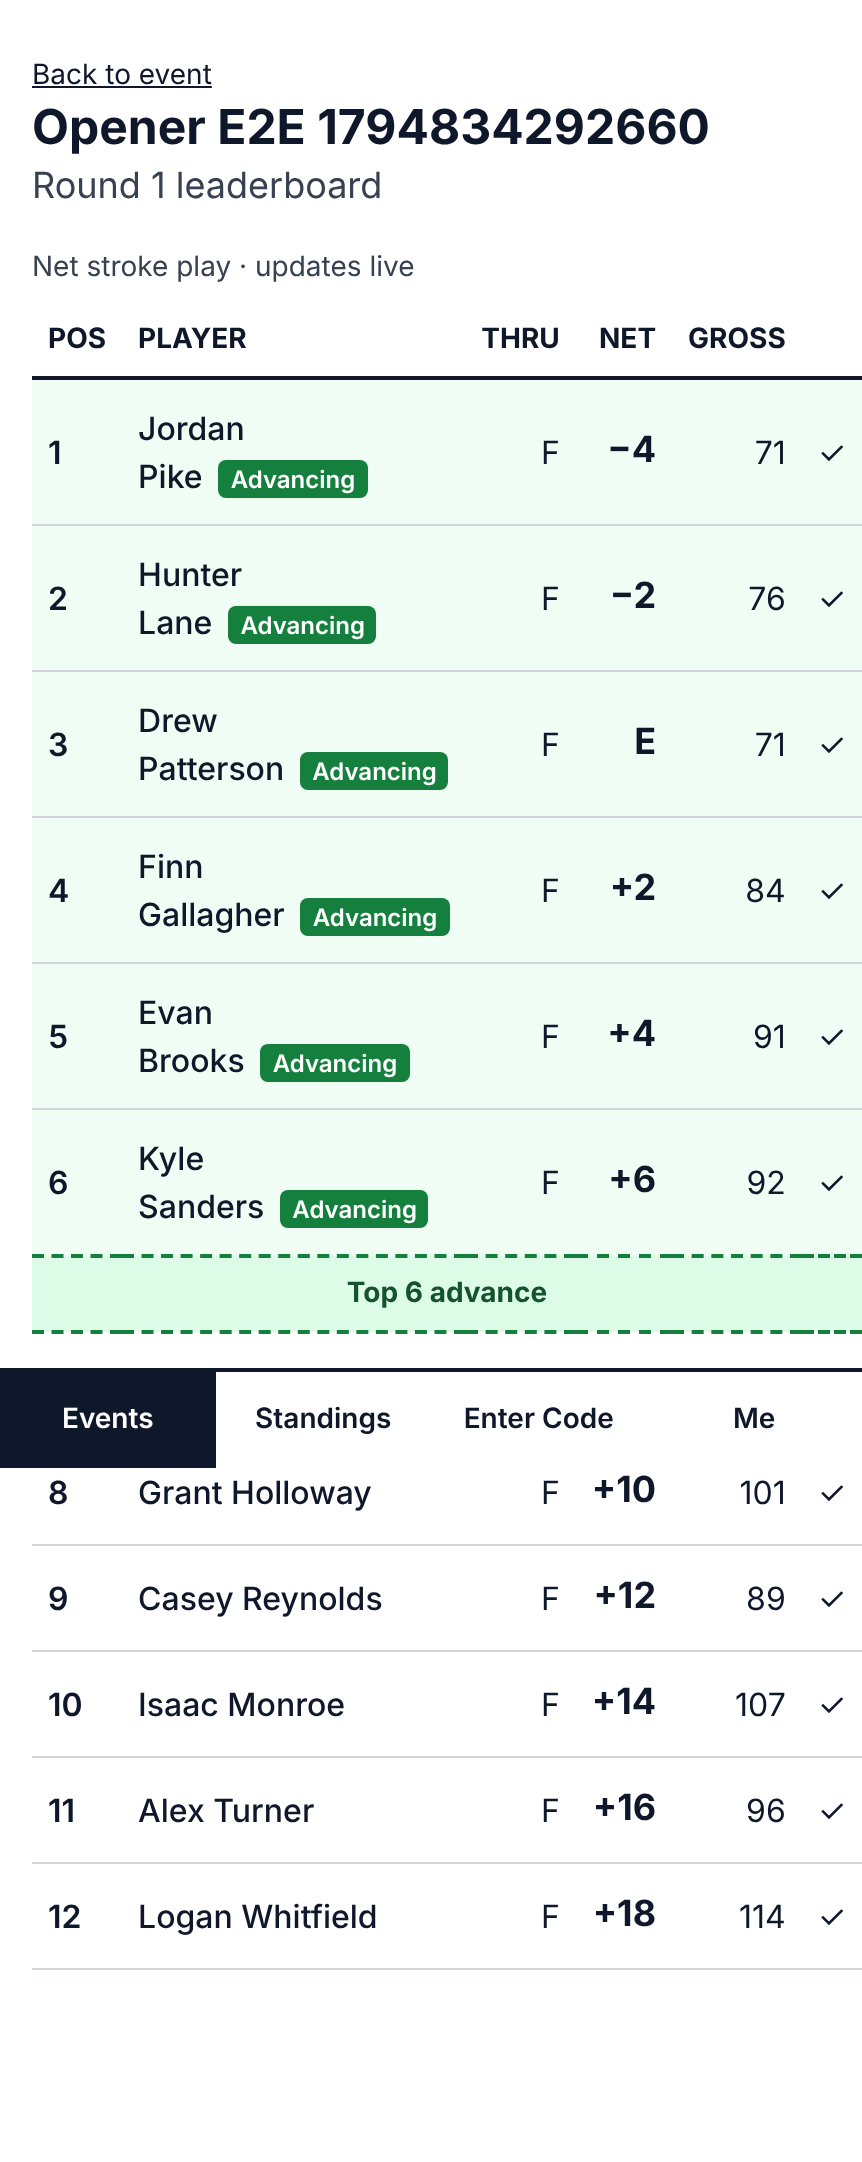 Back to event
Opener E2E 1794834292660
Round 1 leaderboard
Net stroke play · updates live
POS PLAYER THRU NET GROSS
1 Jordan Pike Advancing F −4 71 ✓
2 Hunter Lane Advancing F −2 76 ✓
3 Drew Patterson Advancing F E 71 ✓
4 Finn Gallagher Advancing F +2 84 ✓
5 Evan Brooks Advancing F +4 91 ✓
6 Kyle Sanders Advancing F +6 92 ✓
Top 6 advance
Events Standings Enter Code Me
8 Grant Holloway F +10 101 ✓
9 Casey Reynolds F +12 89 ✓
10 Isaac Monroe F +14 107 ✓
11 Alex Turner F +16 96 ✓
12 Logan Whitfield F +18 114 ✓